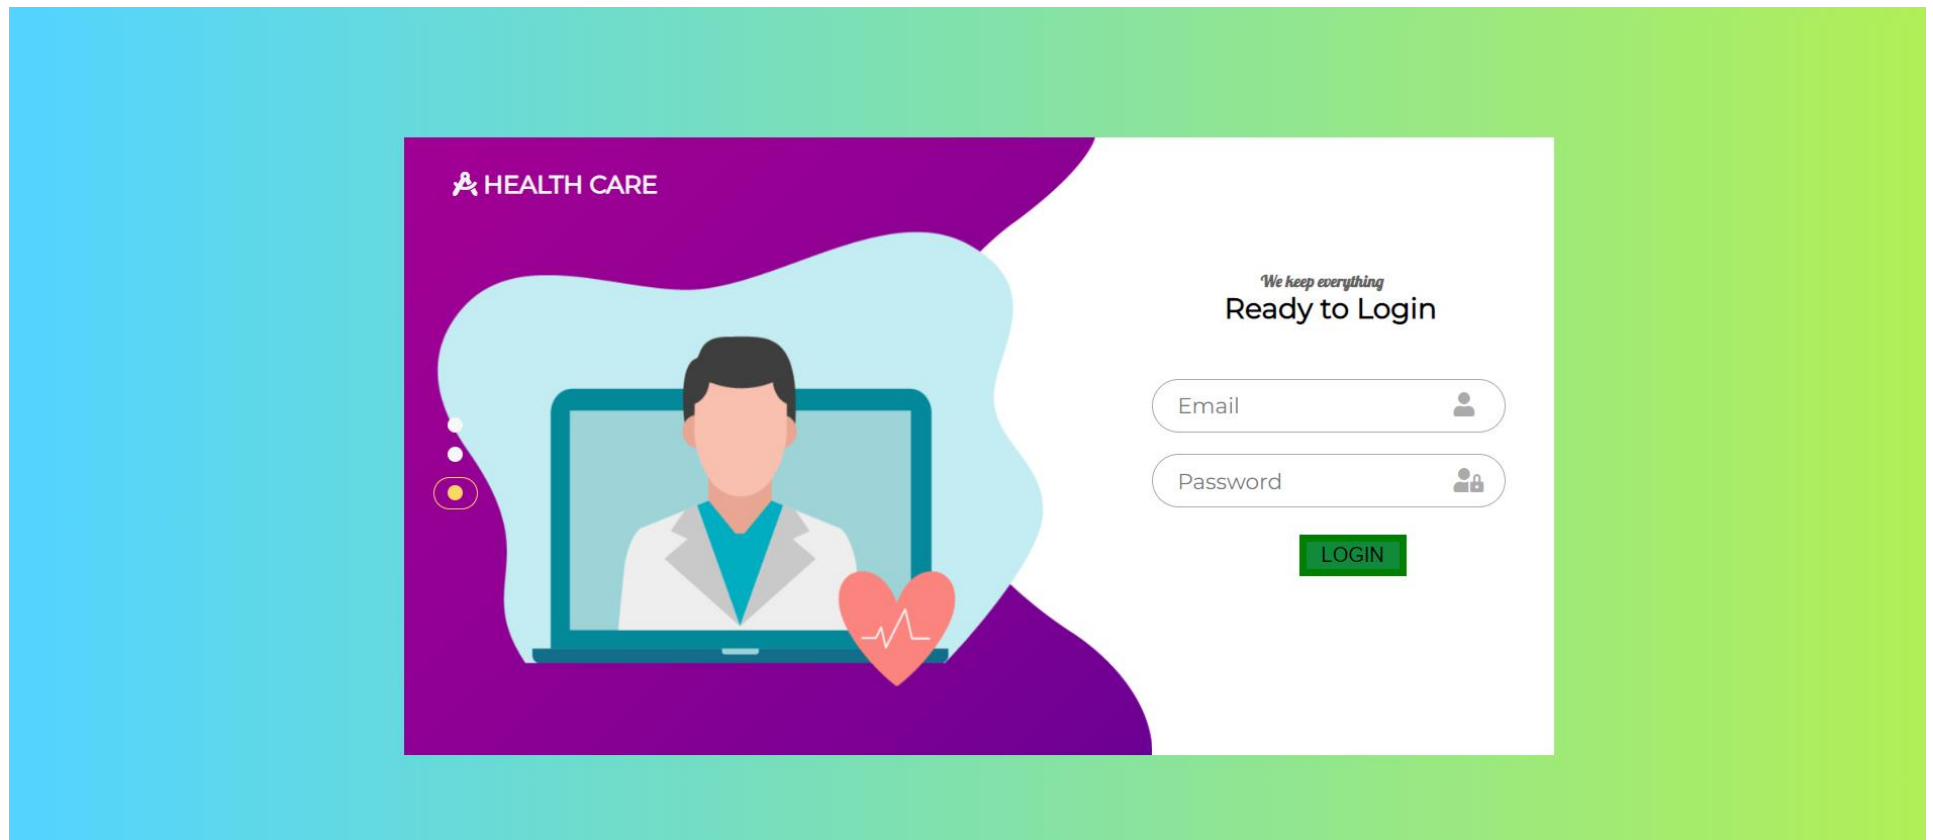 HEALTH CARE
We keep everything
Ready to Login
Email
Password
LOGIN